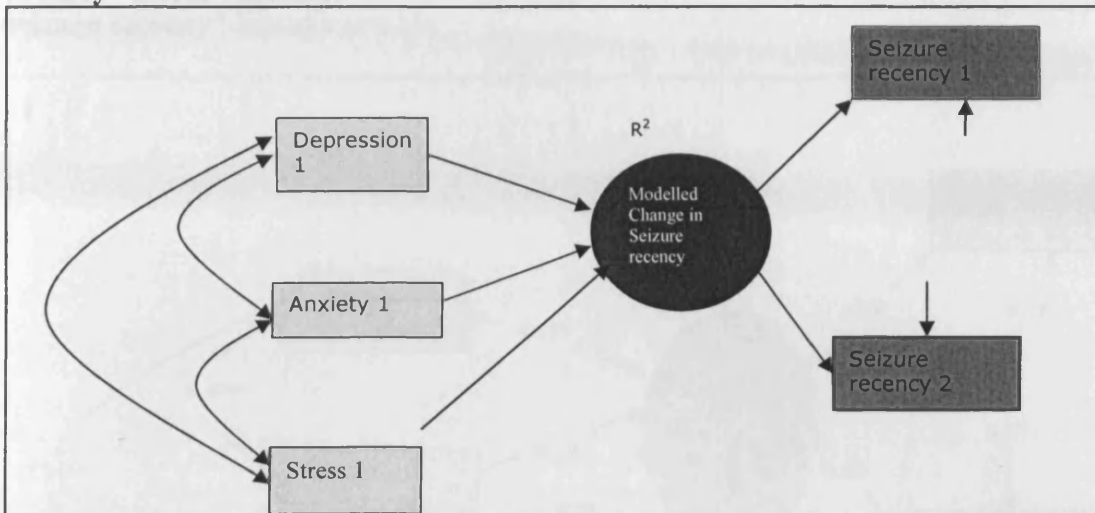 Seizure
recency 1
R²
Depression
1
Modelled
Change in
Seizure
recency
Anxiety 1
Seizure
recency 2
Stress 1